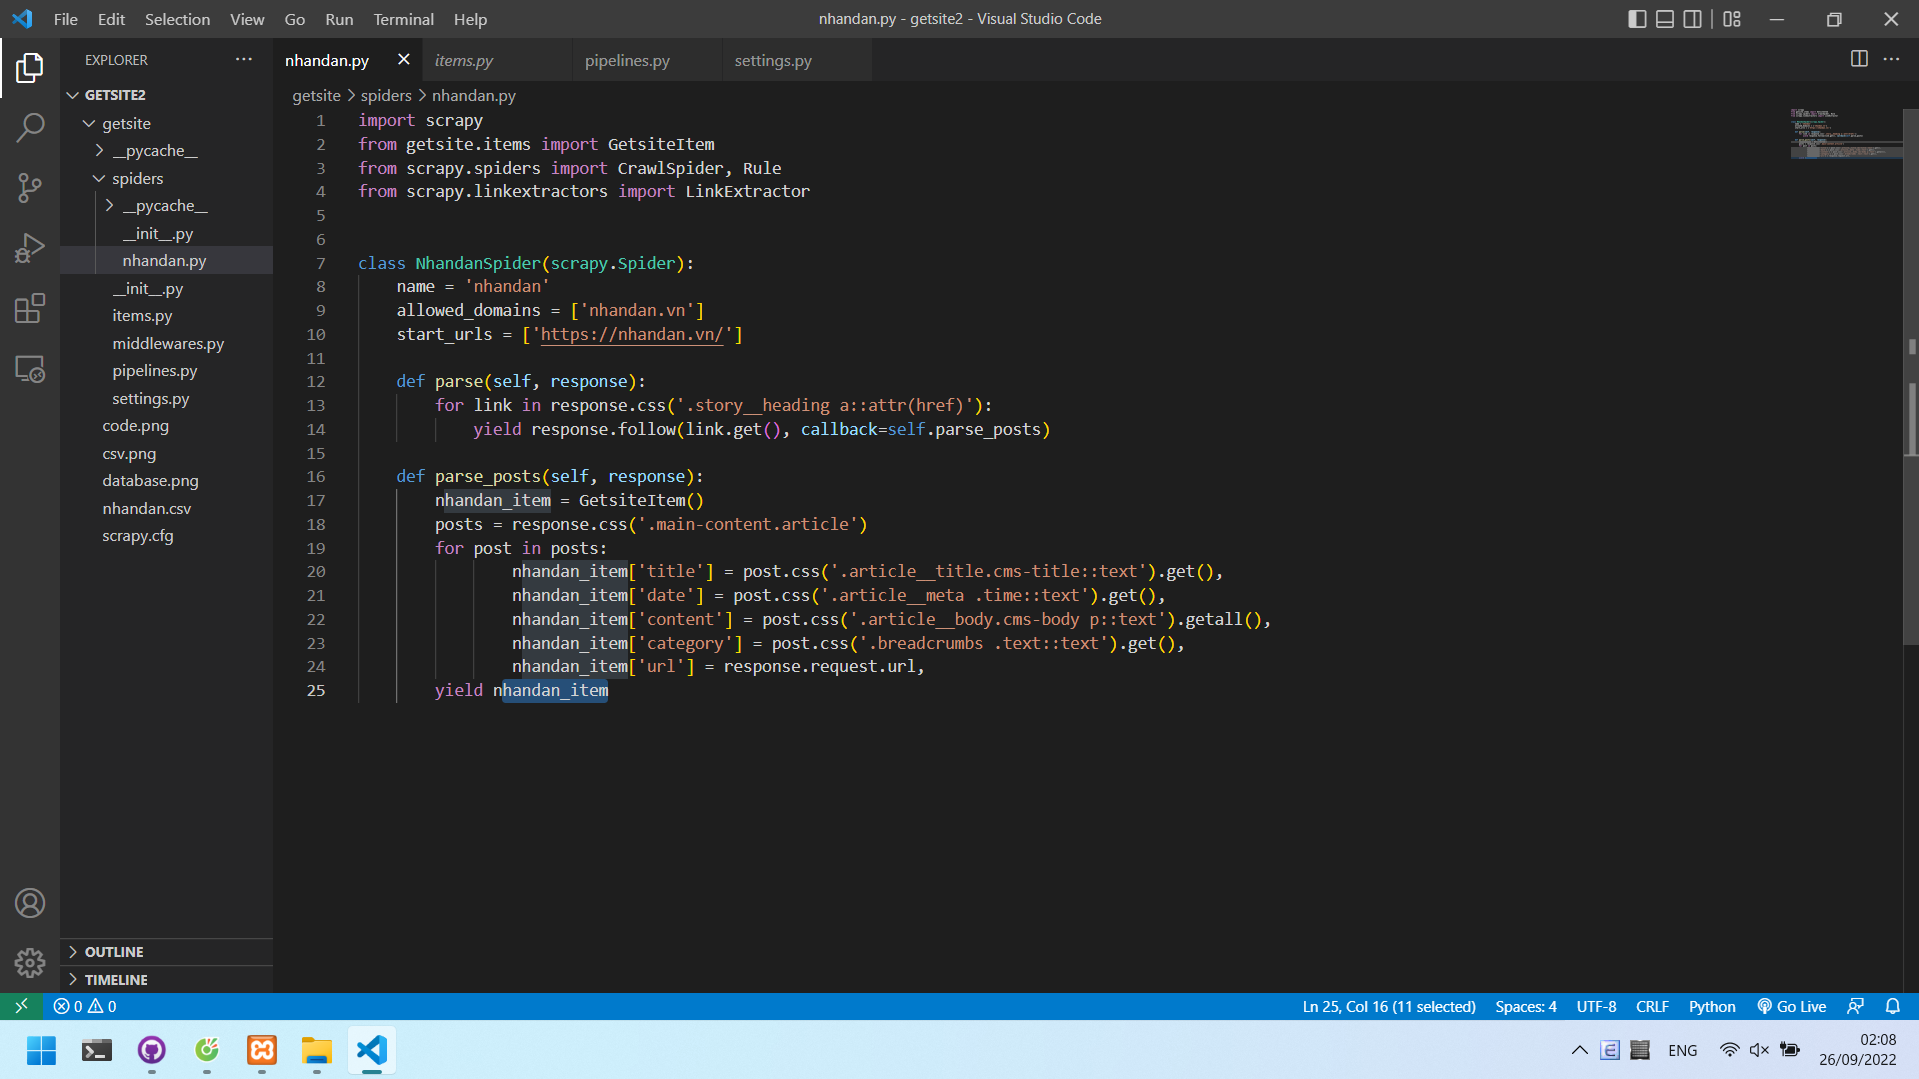 File Edit Selection View Go Run Terminal Help
nhandan.py - getsite2 - Visual Studio Code
EXPLORER
GETSITE2
getsite
__pycache__
spiders
__pycache__
__init__.py
nhandan.py
__init__.py
items.py
middlewares.py
pipelines.py
settings.py
code.png
csv.png
database.png
nhandan.csv
scrapy.cfg
OUTLINE
TIMELINE
nhandan.py items.py pipelines.py settings.py
getsite > spiders > nhandan.py
1 import scrapy
2 from getsite.items import GetsiteItem
3 from scrapy.spiders import CrawlSpider, Rule
4 from scrapy.linkextractors import LinkExtractor
5
6
7 class NhandanSpider(scrapy.Spider):
8     name = 'nhandan'
9     allowed_domains = ['nhandan.vn']
10     start_urls = ['https://nhandan.vn/']
11
12     def parse(self, response):
13         for link in response.css('.story__heading a::attr(href)'):
14             yield response.follow(link.get(), callback=self.parse_posts)
15
16     def parse_posts(self, response):
17         nhandan_item = GetsiteItem()
18         posts = response.css('.main-content.article')
19         for post in posts:
20                 nhandan_item['title'] = post.css('.article__title.cms-title::text').get(),
21                 nhandan_item['date'] = post.css('.article__meta .time::text').get(),
22                 nhandan_item['content'] = post.css('.article__body.cms-body p::text').getall(),
23                 nhandan_item['category'] = post.css('.breadcrumbs .text::text').get(),
24                 nhandan_item['url'] = response.request.url,
25         yield nhandan_item
0 0
Ln 25, Col 16 (11 selected) Spaces: 4 UTF-8 CRLF Python Go Live
ENG
02:08
26/09/2022